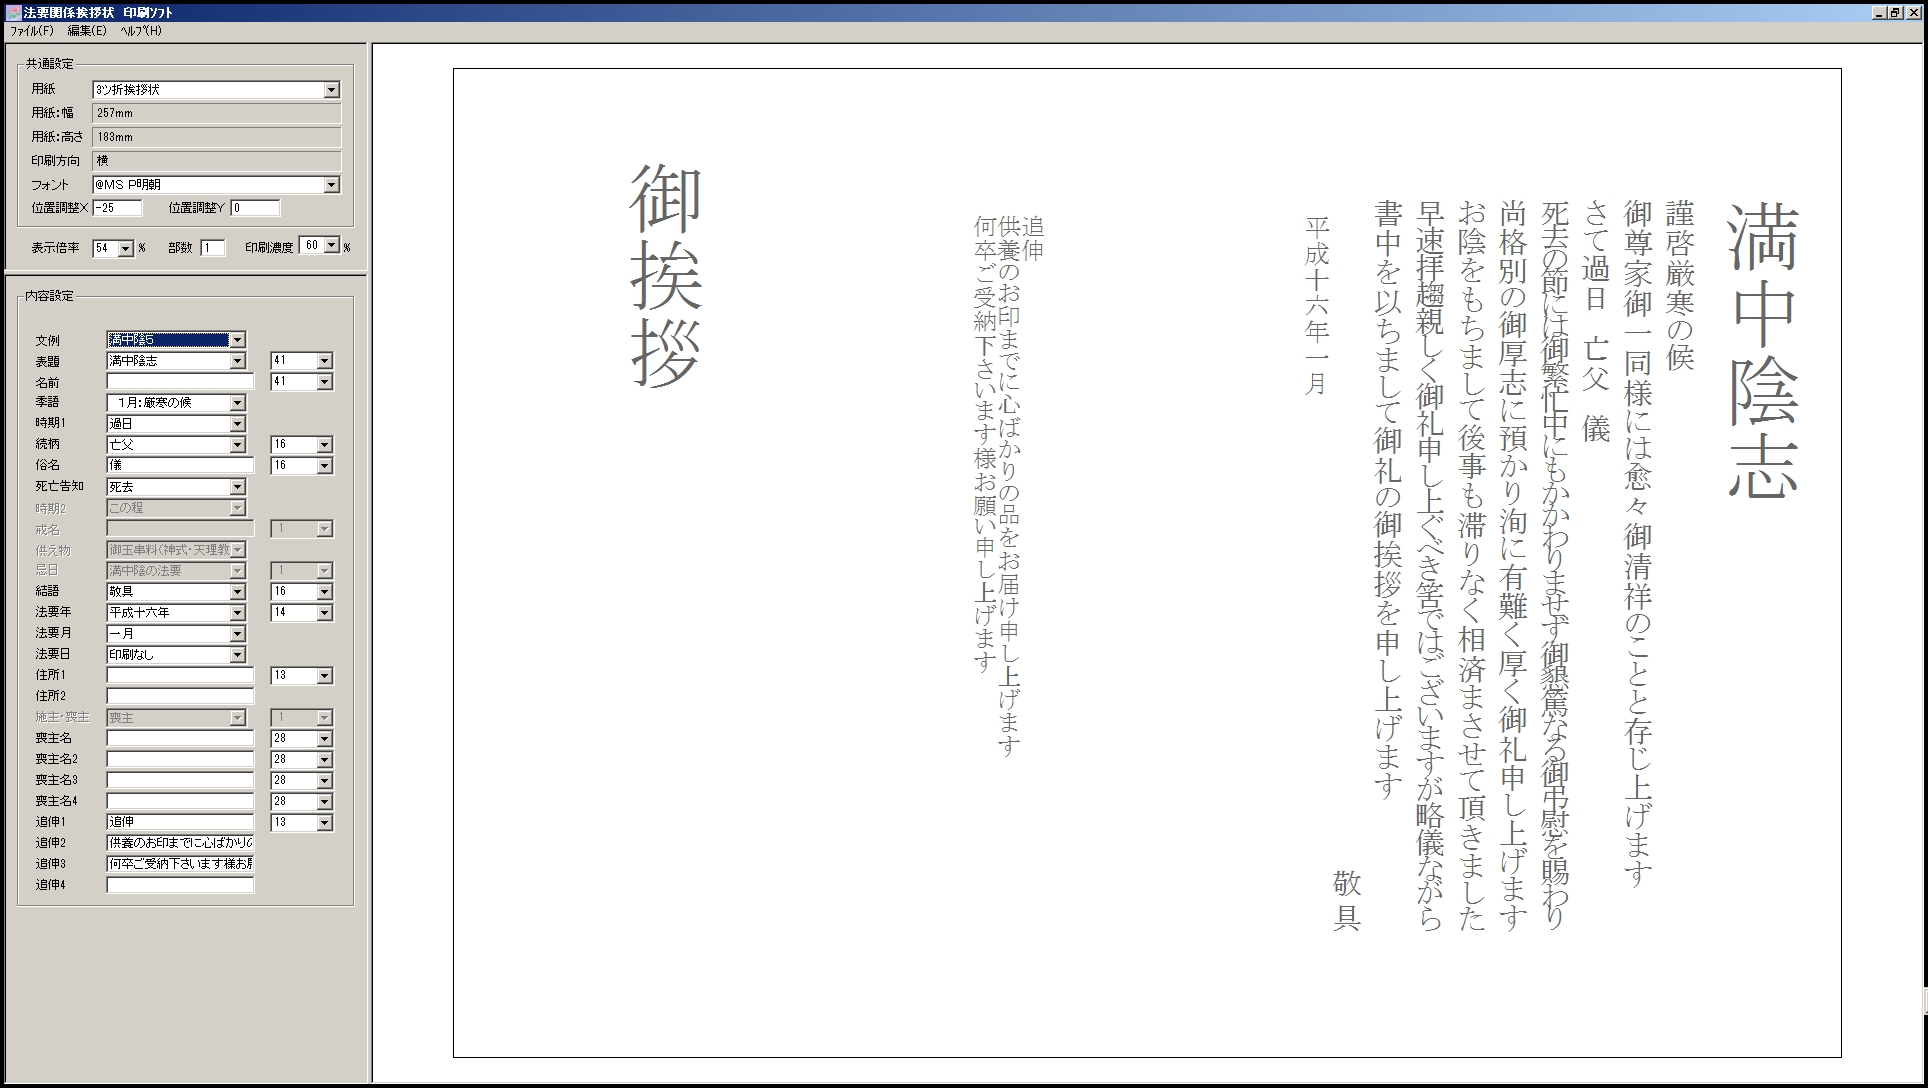 法要関係挨拶状 印刷ソフト
ファイル(F) 編集(E) ヘルプ(H)
共通設定
用紙 3ツ折挨拶状
用紙:幅 257mm
用紙:高さ 183mm
印刷方向 横
フォント @MS P明朝
位置調整X -25 位置調整Y 0
表示倍率 54 % 部数 1 印刷濃度 60 %
内容設定
文例 満中陰5
表題 満中陰志 41
名前 41
季語 1月:厳寒の候
時期1 過日
続柄 亡父 16
俗名 儀 16
死亡告知 死去
時期2 この程
戒名 1
供え物 御玉串料(神式・天理教
忌日 満中陰の法要 1
結語 敬具 16
法要年 平成十六年 14
法要月 一月
法要日 印刷なし
住所1 13
住所2
施主・喪主 喪主 1
喪主名 28
喪主名2 28
喪主名3 28
喪主名4 28
追伸1 追伸 13
追伸2 供養のお印までに心ばかりの
追伸3 何卒ご受納下さいます様お願
追伸4
満中陰志
謹啓厳寒の候
御尊家御一同様には愈々御清祥のことと存じ上げます
さて過日 亡父 儀
死去の節には御繁忙中にもかかわりませず御懇篤なる御弔慰を賜わり
尚格別の御厚志に預かり洵に有難く厚く御礼申し上げます
お陰をもちまして後事も滞りなく相済まさせて頂きました
早速拝趨親しく御礼申し上ぐべき筈ではございますが略儀ながら
書中を以ちまして御礼の御挨拶を申し上げます
敬具
平成十六年一月
追伸
供養のお印までに心ばかりの品をお届け申し上げます
何卒ご受納下さいます様お願い申し上げます
御挨拶